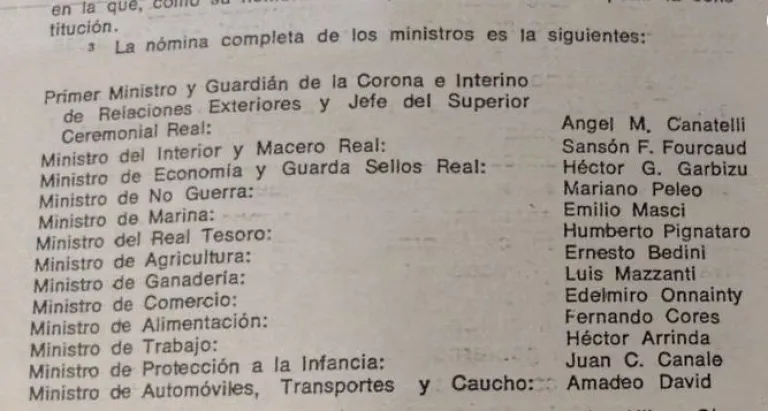 en la que, como su
titución.
3 La nómina completa de los ministros es la siguientes:
Primer Ministro y Guardián de la Corona e Interino
de Relaciones Exteriores y Jefe del Superior
Ceremonial Real: Angel M. Canatelli
Ministro del Interior y Macero Real: Sansón F. Fourcaud
Ministro de Economía y Guarda Sellos Real: Héctor G. Garbizu
Ministro de No Guerra: Mariano Peleo
Ministro de Marina: Emilio Masci
Ministro del Real Tesoro: Humberto Pignataro
Ministro de Agricultura: Ernesto Bedini
Ministro de Ganadería: Luis Mazzanti
Ministro de Comercio: Edelmiro Onnainty
Ministro de Alimentación: Fernando Cores
Ministro de Trabajo: Héctor Arrinda
Ministro de Protección a la Infancia: Juan C. Canale
Ministro de Automóviles, Transportes y Caucho: Amadeo David